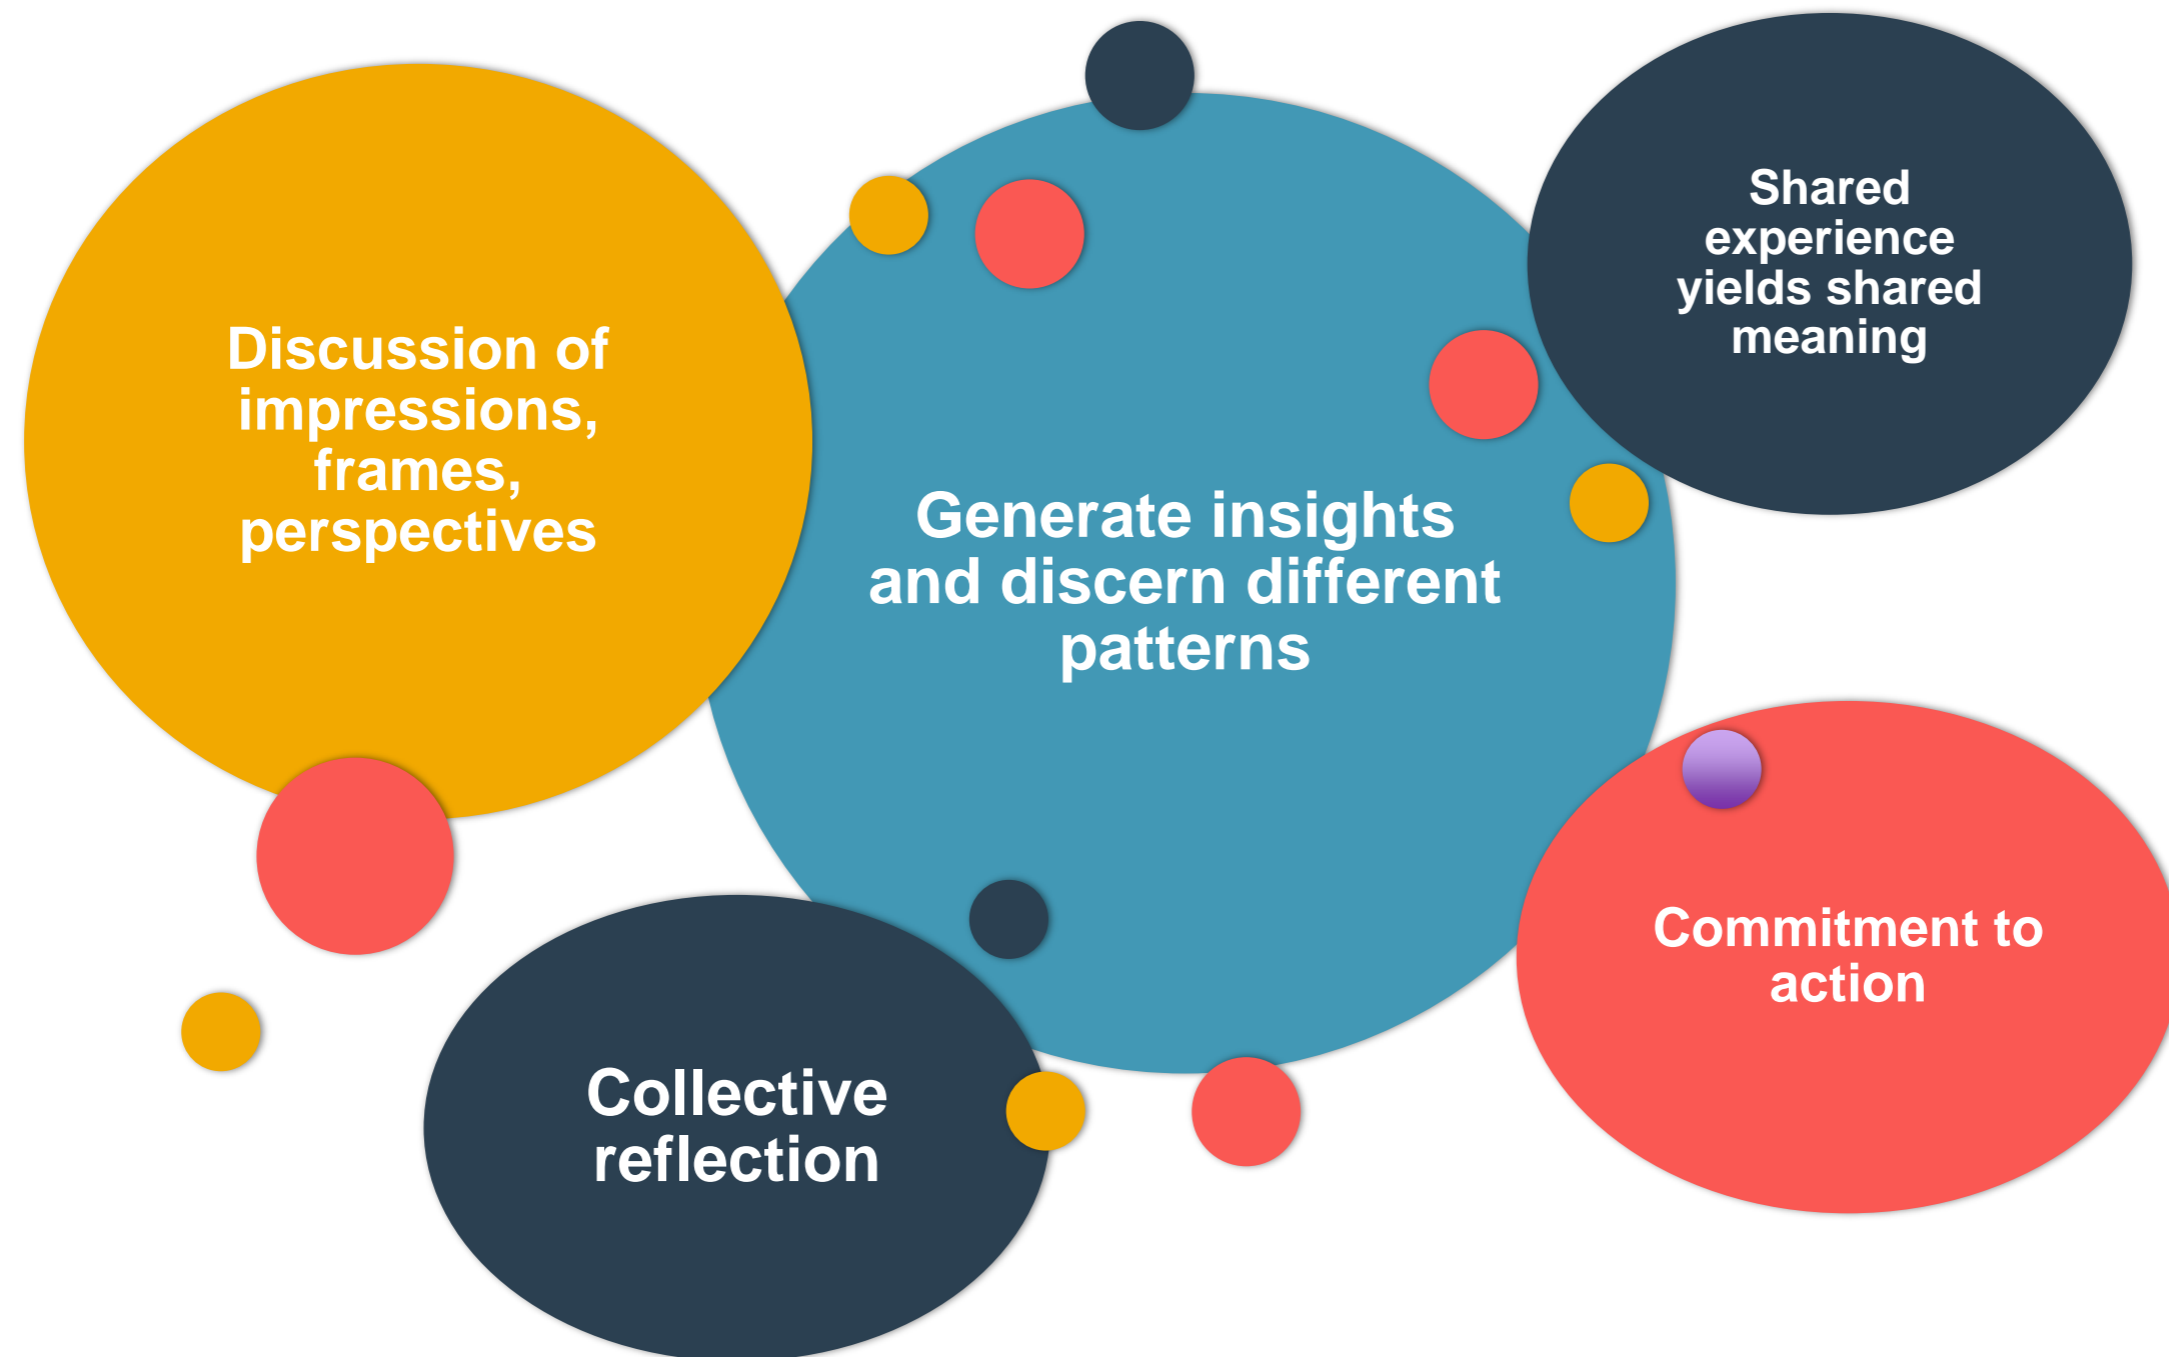 Discussion of
impressions,
frames,
perspectives
Generate insights
and discern different
patterns
Shared
experience
yields shared
meaning
Commitment to
action
Collective
reflection